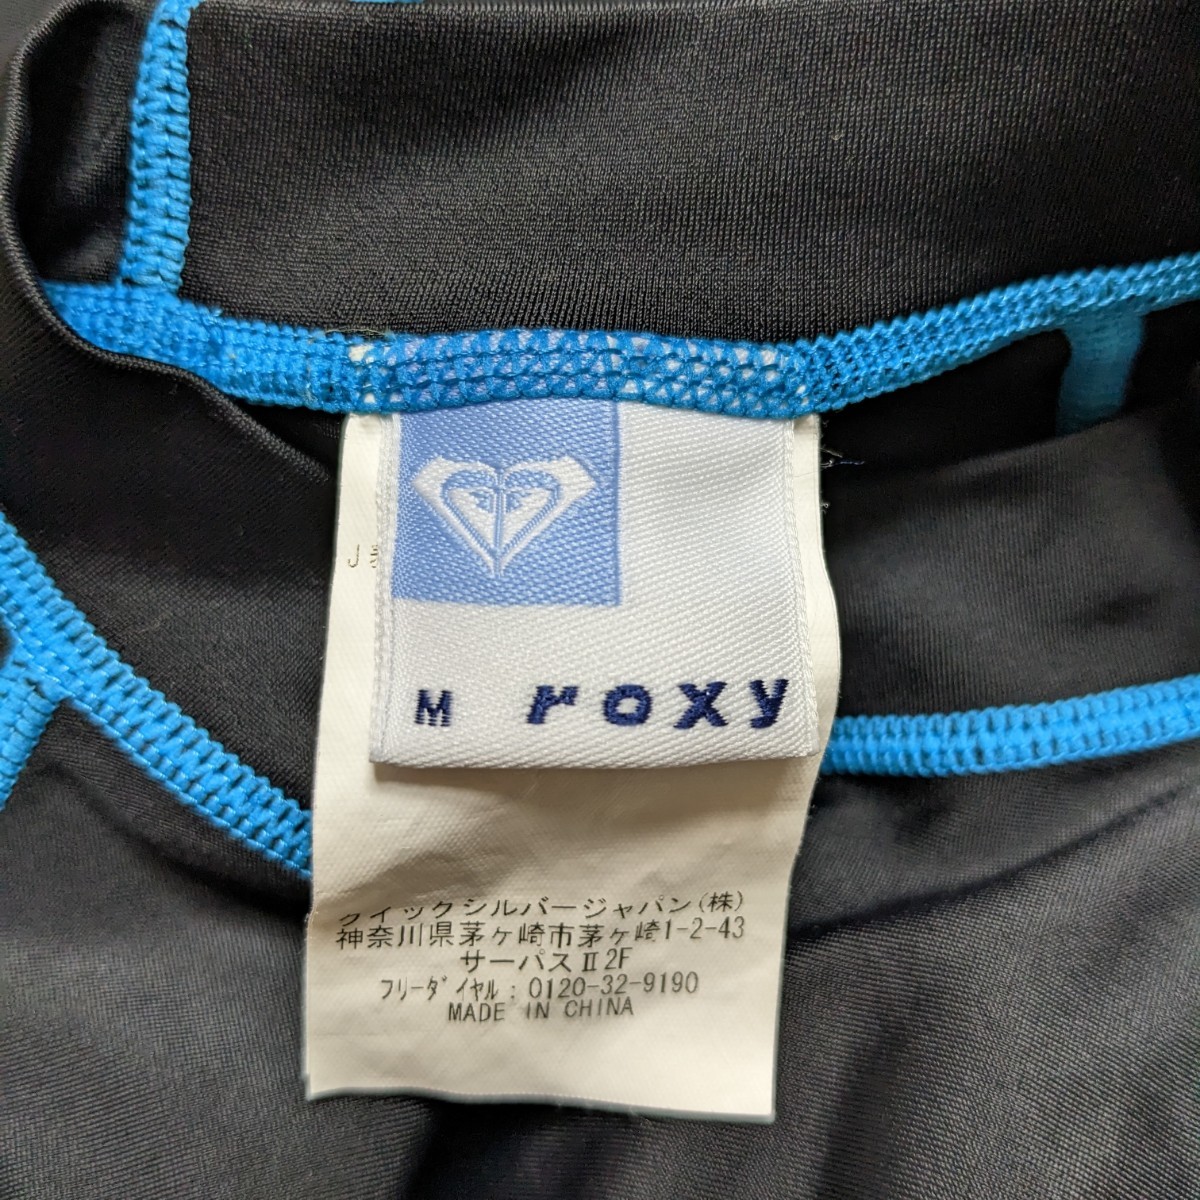 J
M roxy
クイックシルバージャパン(株)
神奈川県茅ヶ崎市茅ヶ崎1-2-43
サーパスⅡ2F
フリーダイヤル:0120-32-9190
MADE IN CHINA